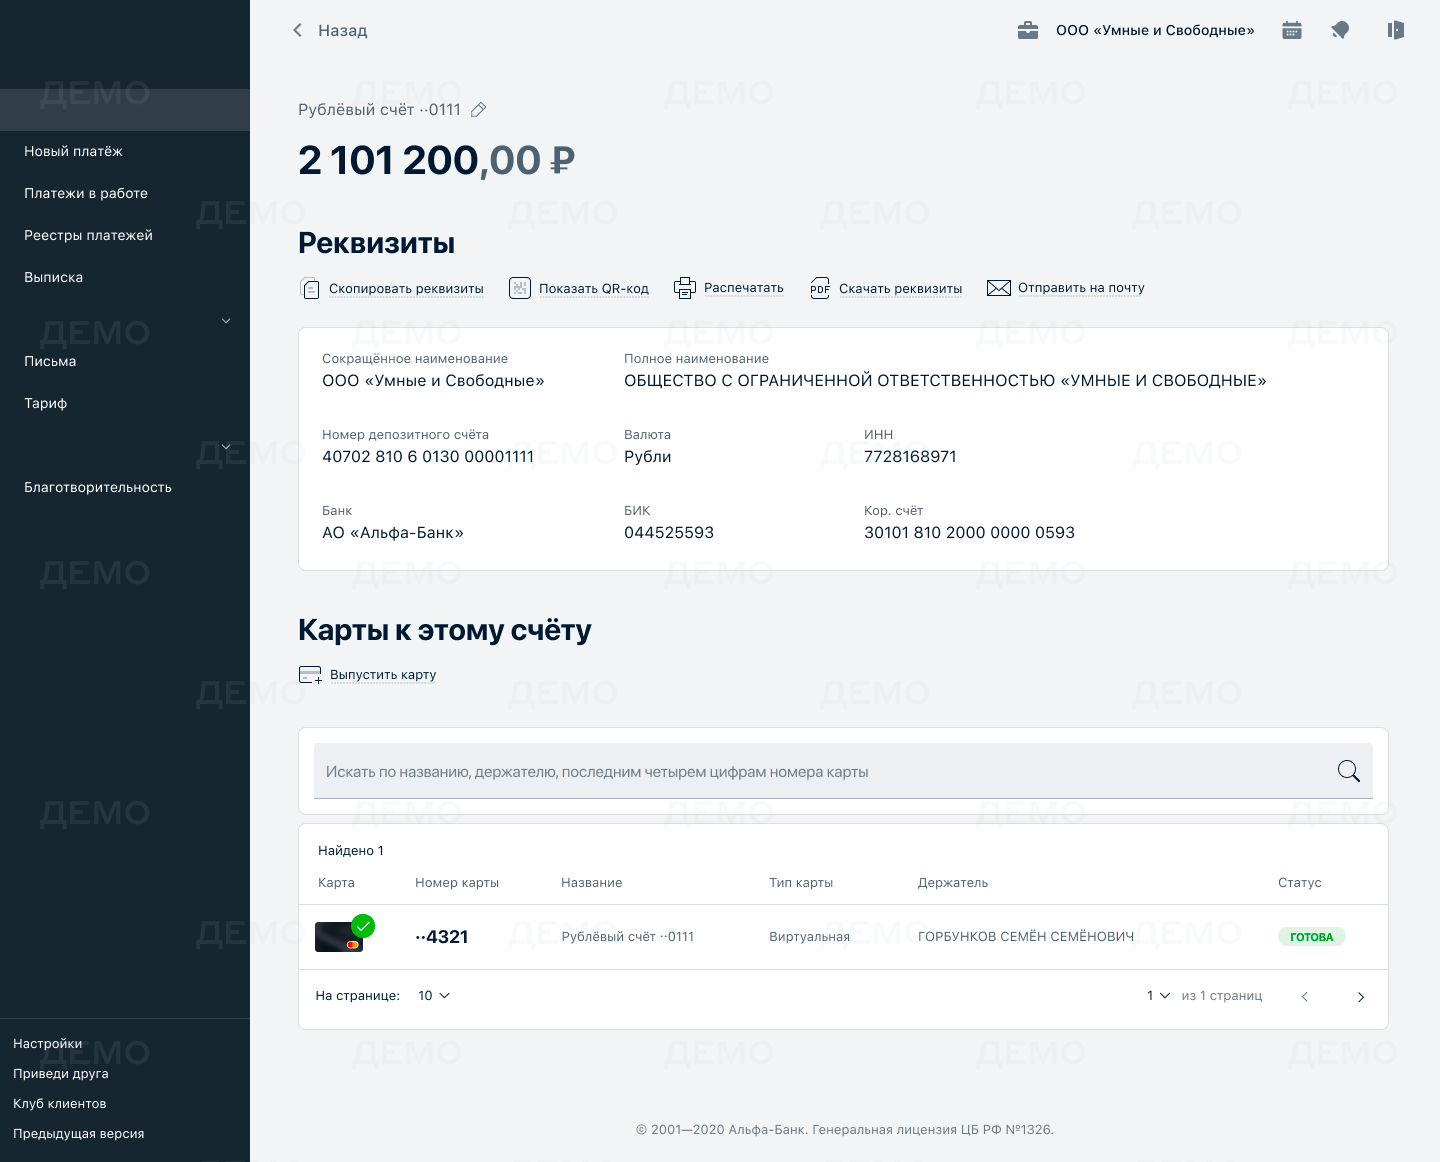 Назад
ООО «Умные и Свободные»
Новый платёж
Платежи в работе
Реестры платежей
Выписка
Письма
Тариф
Благотворительность
Настройки
Приведи друга
Клуб клиентов
Предыдущая версия
Рублёвый счёт ··0111
2 101 200,00 ₽
Реквизиты
Скопировать реквизиты
Показать QR-код
Распечатать
PDF
Скачать реквизиты
Отправить на почту
Сокращённое наименование
Полное наименование
ООО «Умные и Свободные»
ОБЩЕСТВО С ОГРАНИЧЕННОЙ ОТВЕТСТВЕННОСТЬЮ «УМНЫЕ И СВОБОДНЫЕ»
Номер депозитного счёта
Валюта
ИНН
40702 810 6 0130 00001111
Рубли
7728168971
Банк
БИК
Кор. счёт
АО «Альфа-Банк»
044525593
30101 810 2000 0000 0593
Карты к этому счёту
Выпустить карту
Искать по названию, держателю, последним четырем цифрам номера карты
Найдено 1
Карта
Номер карты
Название
Тип карты
Держатель
Статус
··4321
Рублёвый счёт ··0111
Виртуальная
ГОРБУНКОВ СЕМЁН СЕМЁНОВИЧ
ГОТОВА
На странице:
10
1
из 1 страниц
© 2001—2020 Альфа-Банк. Генеральная лицензия ЦБ РФ №1326.
ДЕМО